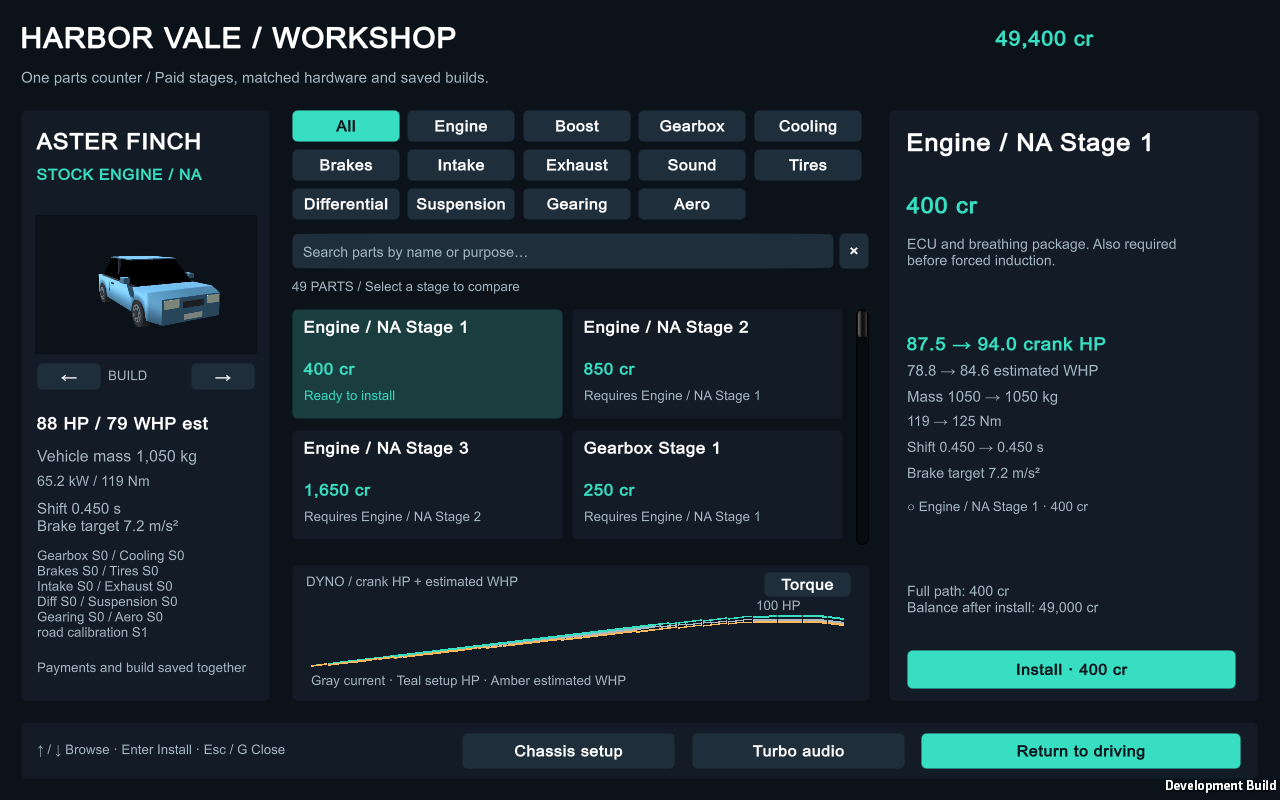 HARBOR VALE / WORKSHOP
49,400 cr
One parts counter / Paid stages, matched hardware and saved builds.
ASTER FINCH
STOCK ENGINE / NA
← BUILD →
88 HP / 79 WHP est
Vehicle mass 1,050 kg
65.2 kW / 119 Nm
Shift 0.450 s
Brake target 7.2 m/s²
Gearbox S0 / Cooling S0
Brakes S0 / Tires S0
Intake S0 / Exhaust S0
Diff S0 / Suspension S0
Gearing S0 / Aero S0
road calibration S1
Payments and build saved together
All Engine Boost Gearbox Cooling
Brakes Intake Exhaust Sound Tires
Differential Suspension Gearing Aero
Search parts by name or purpose... ×
49 PARTS / Select a stage to compare
Engine / NA Stage 1
400 cr
Ready to install
Engine / NA Stage 2
850 cr
Requires Engine / NA Stage 1
Engine / NA Stage 3
1,650 cr
Requires Engine / NA Stage 2
Gearbox Stage 1
250 cr
Requires Engine / NA Stage 1
DYNO / crank HP + estimated WHP
Torque
100 HP
Gray current · Teal setup HP · Amber estimated WHP
Engine / NA Stage 1
400 cr
ECU and breathing package. Also required
before forced induction.
87.5 → 94.0 crank HP
78.8 → 84.6 estimated WHP
Mass 1050 → 1050 kg
119 → 125 Nm
Shift 0.450 → 0.450 s
Brake target 7.2 m/s²
○ Engine / NA Stage 1 · 400 cr
Full path: 400 cr
Balance after install: 49,000 cr
Install · 400 cr
↑ / ↓ Browse · Enter Install · Esc / G Close
Chassis setup
Turbo audio
Return to driving
Development Build